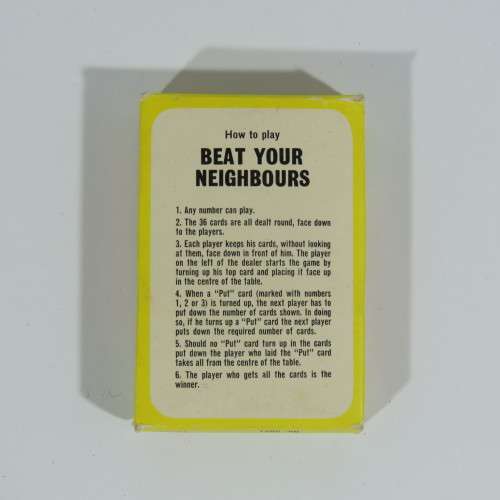 How to play
BEAT YOUR
NEIGHBOURS
1. Any number can play.
2. The 36 cards are all dealt round, face down
to the players.
3. Each player keeps his cards, without looking
at them, face down in front of him. The player
on the left of the dealer starts the game by
turning up his top card and placing it face up
in the centre of the table.
4. When a "Put" card (marked with numbers
1, 2 or 3) is turned up, the next player has to
put down the number of cards shown. In doing
so, if he turns up a "Put" card the next player
puts down the required number of cards.
5. Should no "Put" card turn up in the cards
put down the player who laid the "Put" card
takes all from the centre of the table.
6. The player who gets all the cards is the
winner.